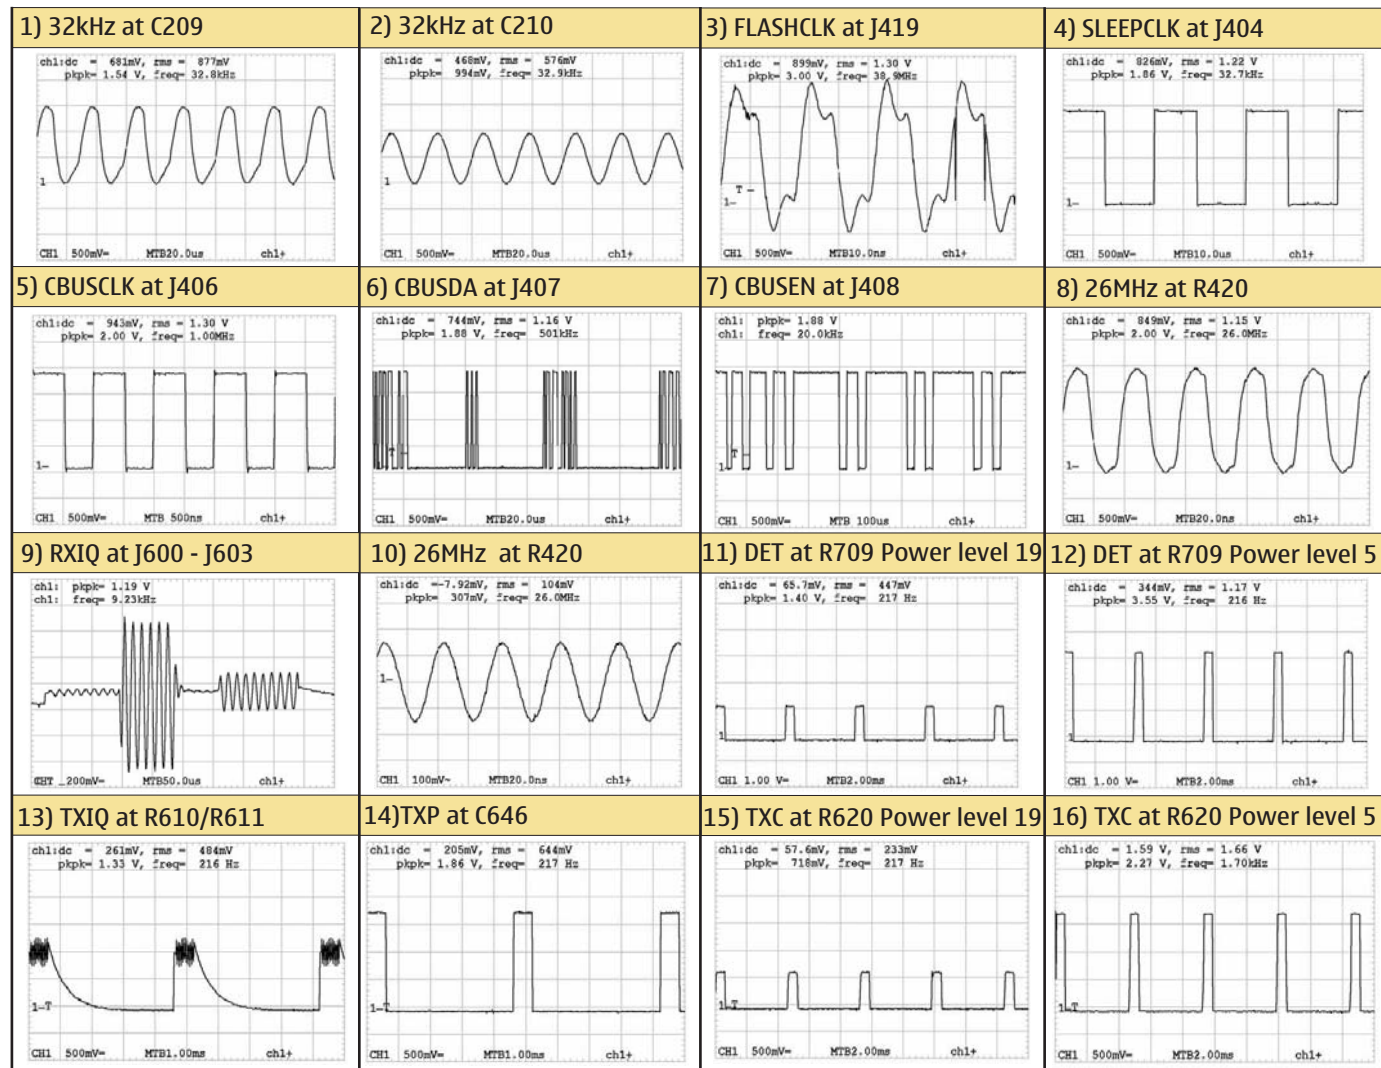 1) 32kHz at C209
ch1:dc = 681mV, rms = 877mV
pkpk= 1.54 V, freq= 32.8kHz
1
CH1 500mV= MTB20.0us ch1+
2) 32kHz at C210
ch1:dc = 468mV, rms = 576mV
pkpk= 994mV, freq= 32.9kHz
1
CH1 500mV= MTB20.0us ch1+
3) FLASHCLK at J419
ch1:dc = 899mV, rms = 1.30 V
pkpk= 3.00 V, freq= 38.9MHz
T
1
CH1 500mV= MTB10.0ns ch1+
4) SLEEPCLK at J404
ch1:dc = 826mV, rms = 1.22 V
pkpk= 1.86 V, freq= 32.7kHz
1
CH1 500mV= MTB10.0us ch1+
5) CBUSCLK at J406
ch1:dc = 943mV, rms = 1.30 V
pkpk= 2.00 V, freq= 1.00MHz
1
CH1 500mV= MTB 500ns ch1+
6) CBUSDA at J407
ch1:dc = 744mV, rms = 1.16 V
pkpk= 1.88 V, freq= 501kHz
T
1
CH1 500mV= MTB20.0us ch1+
7) CBUSEN at J408
ch1: pkpk= 1.88 V
ch1: freq= 20.0kHz
T
1
CH1 500mV= MTB 100us ch1+
8) 26MHz at R420
ch1:dc = 849mV, rms = 1.15 V
pkpk= 2.00 V, freq= 26.0MHz
1
CH1 500mV= MTB20.0ns ch1+
9) RXIQ at J600 - J603
ch1: pkpk= 1.19 V
ch1: freq= 9.23kHz
200mV= MTB50.0us ch1+
10) 26MHz at R420
ch1:dc =-7.92mV, rms = 104mV
pkpk= 307mV, freq= 26.0MHz
1
CH1 100mV~ MTB20.0ns ch1+
11) DET at R709 Power level 19
ch1:dc = 65.7mV, rms = 447mV
pkpk= 1.40 V, freq= 217 Hz
1
CH1 1.00 V= MTB2.00ms ch1+
12) DET at R709 Power level 5
ch1:dc = 344mV, rms = 1.17 V
pkpk= 3.55 V, freq= 216 Hz
1
CH1 1.00 V= MTB2.00ms ch1+
13) TXIQ at R610/R611
ch1:dc = 261mV, rms = 484mV
pkpk= 1.33 V, freq= 216 Hz
1 T
CH1 500mV= MTB1.00ms ch1+
14)TXP at C646
ch1:dc = 205mV, rms = 644mV
pkpk= 1.86 V, freq= 217 Hz
1 T
CH1 500mV= MTB1.00ms ch1+
15) TXC at R620 Power level 19
ch1:dc = 57.6mV, rms = 233mV
pkpk= 718mV, freq= 217 Hz
1 T
CH1 500mV= MTB2.00ms ch1+
16) TXC at R620 Power level 5
ch1:dc = 1.59 V, rms = 1.66 V
pkpk= 2.27 V, freq= 1.70kHz
1 T
CH1 500mV= MTB2.00ms ch1+